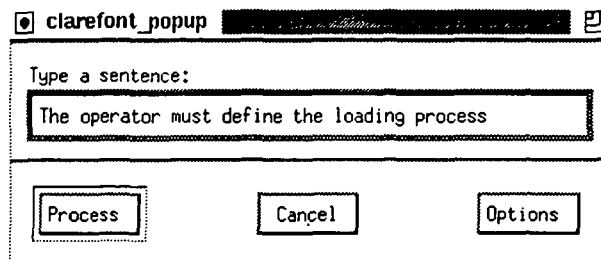 clarefont_popup
Type a sentence:
The operator must define the loading process
Process Cancel Options